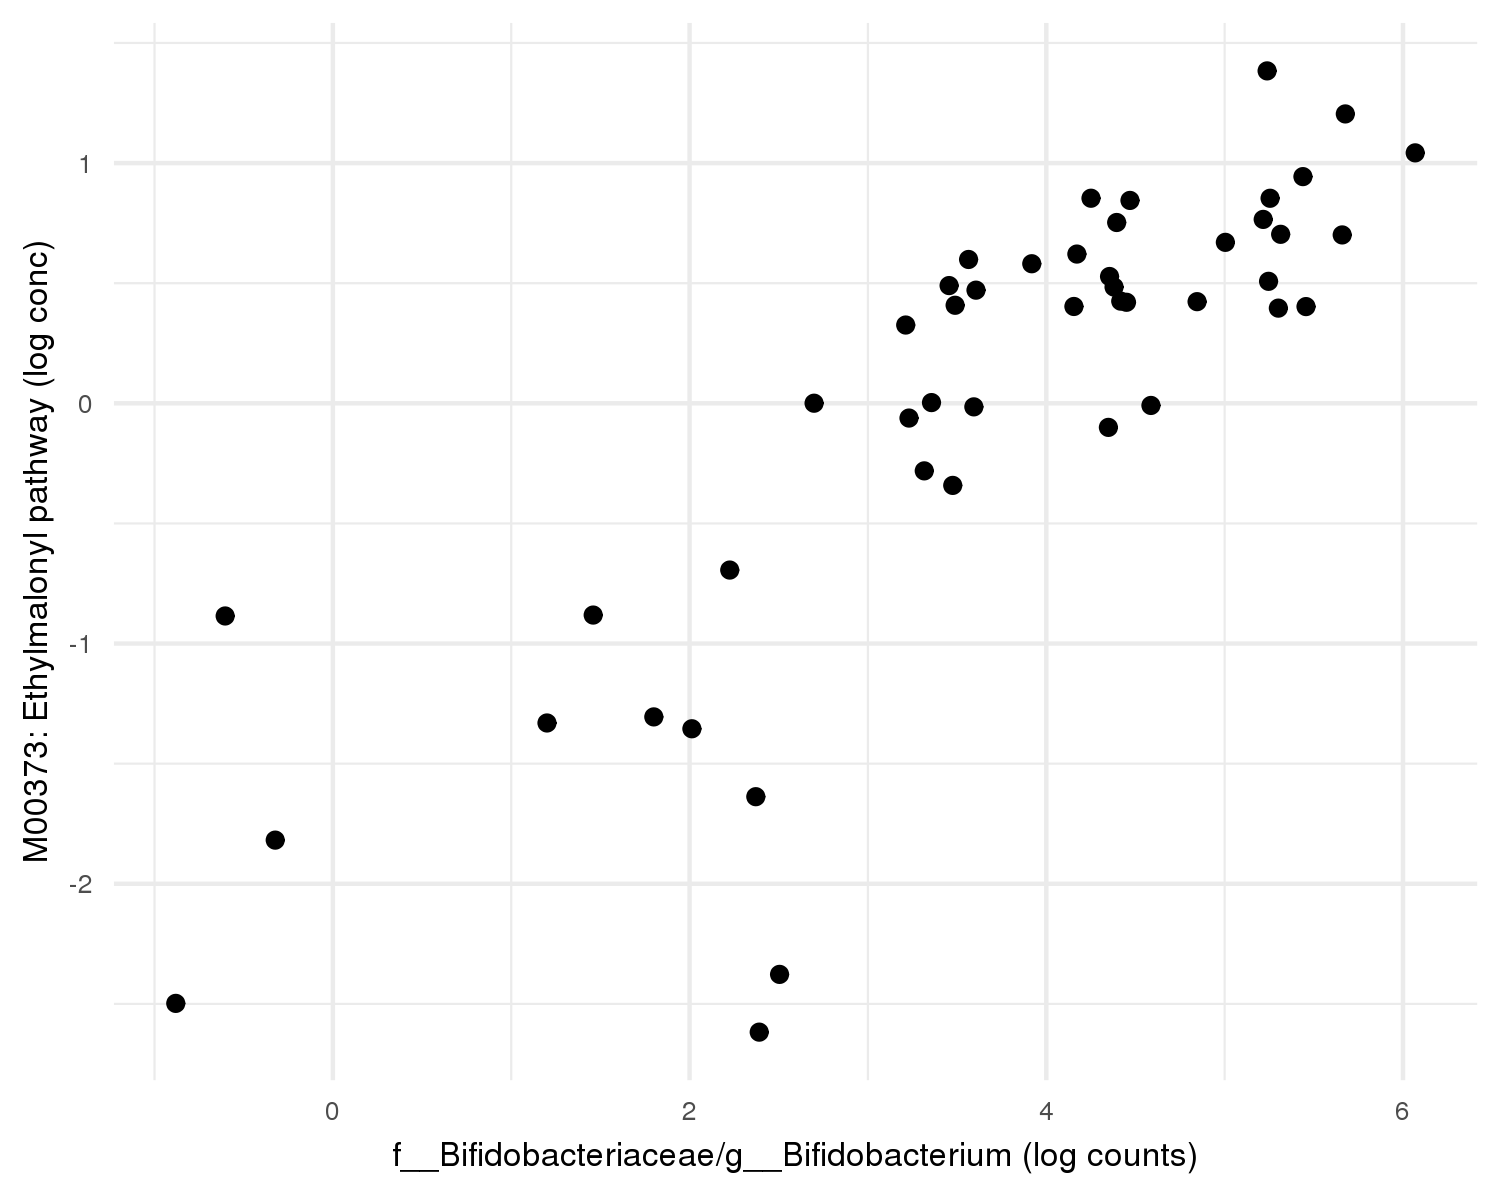 M00373: Ethylmalonyl pathway (log conc)
1
0
-1
-2
0 2 4 6
f__Bifidobacteriaceae/g__Bifidobacterium (log counts)